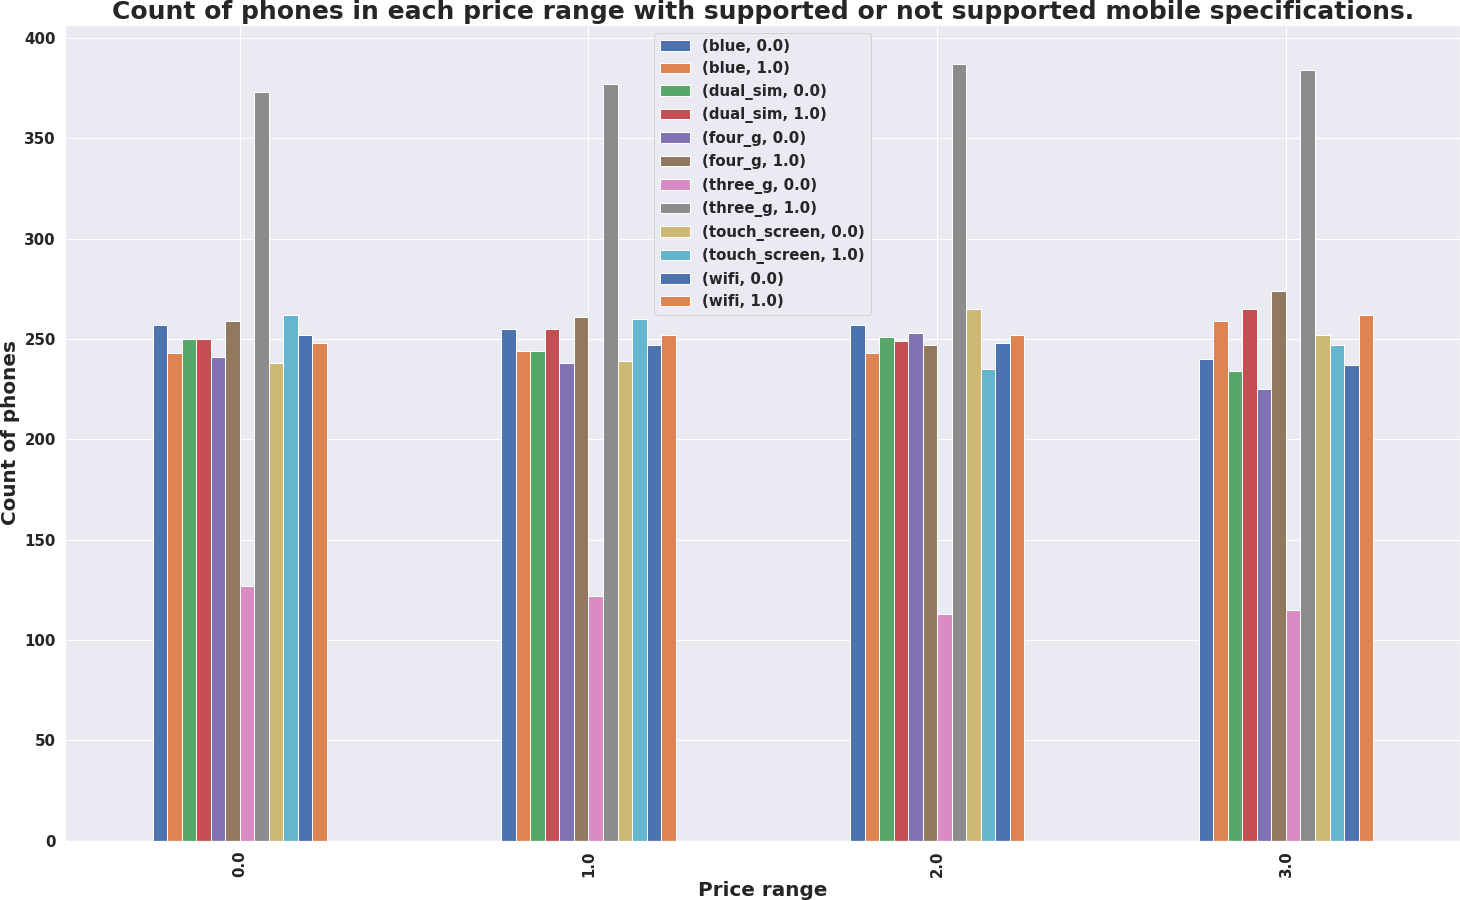 Count of phones in each price range with supported or not supported mobile specifications.
400
350
300
250
200
150
100
50
0
Count of phones
(blue, 0.0)
(blue, 1.0)
(dual_sim, 0.0)
(dual_sim, 1.0)
(four_g, 0.0)
(four_g, 1.0)
(three_g, 0.0)
(three_g, 1.0)
(touch_screen, 0.0)
(touch_screen, 1.0)
(wifi, 0.0)
(wifi, 1.0)
0.0
1.0
2.0
3.0
Price range